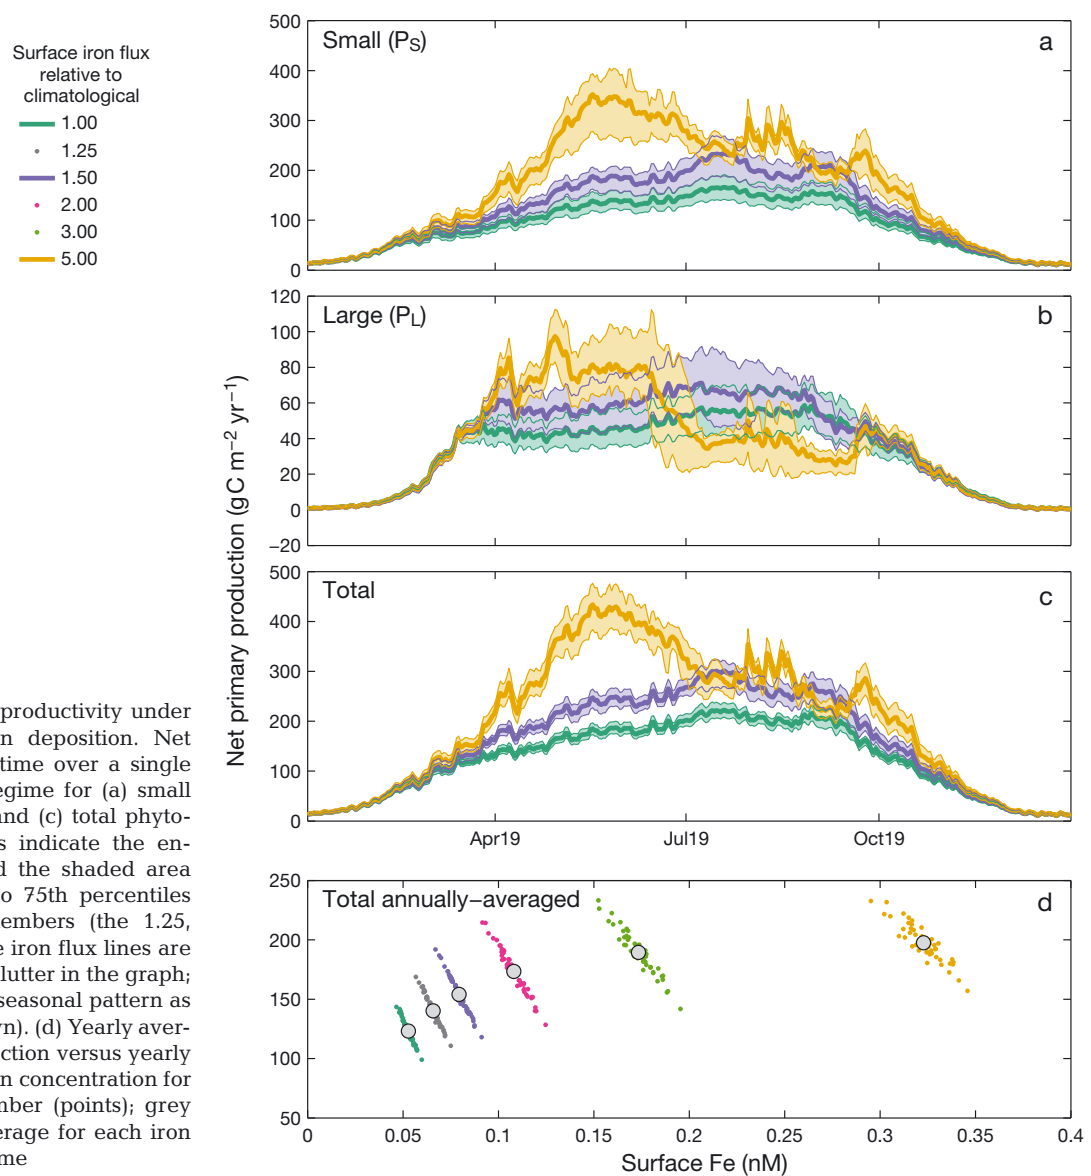 Surface iron flux
relative to
climatological
1.00
1.25
1.50
2.00
3.00
5.00
productivity under
n deposition. Net
time over a single
egime for (a) small
and (c) total phyto-
s indicate the en-
d the shaded area
o 75th percentiles
embers (the 1.25,
e iron flux lines are
lutter in the graph;
seasonal pattern as
wn). (d) Yearly aver-
ction versus yearly
n concentration for
mber (points); grey
erage for each iron
me
Net primary production (gC m⁻² yr⁻¹)
500
400
300
200
100
0
Small (P_S)
a
120
100
80
60
40
20
0
−20
Large (P_L)
b
500
400
300
200
100
0
Total
c
Apr19 Jul19 Oct19
250
200
150
100
50
Total annually−averaged
d
0 0.05 0.1 0.15 0.2 0.25 0.3 0.35 0.4
Surface Fe (nM)